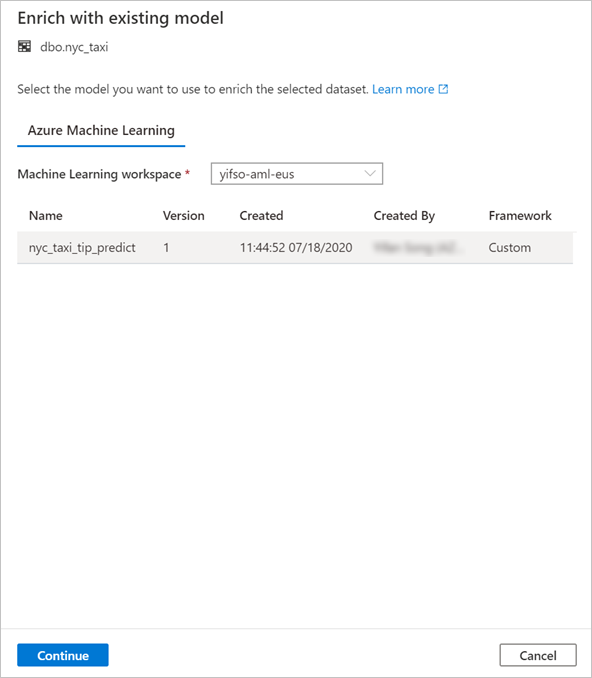 Enrich with existing model
dbo.nyc_taxi
Select the model you want to use to enrich the selected dataset. Learn more
Azure Machine Learning
Machine Learning workspace * yifso-aml-eus
Name Version Created Created By Framework
nyc_taxi_tip_predict 1 11:44:52 07/18/2020 Custom
Continue Cancel